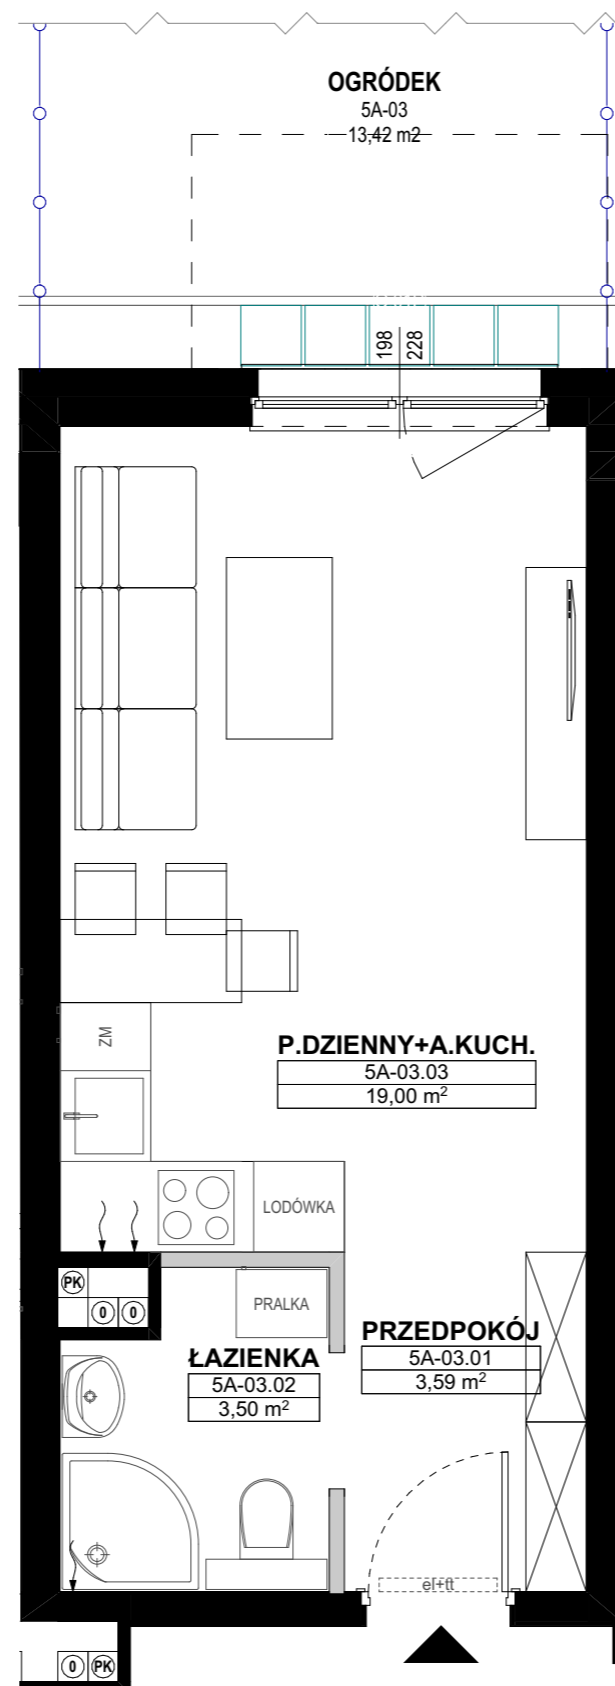 OGRÓDEK
5A-03
13,42 m2
198
228
ZM
P.DZIENNY+A.KUCH.
5A-03.03
19,00 m²
LODÓWKA
PK
0 0
PRALKA
ŁAZIENKA
5A-03.02
3,50 m²
PRZEDPOKÓJ
5A-03.01
3,59 m²
el+tt
0 PK